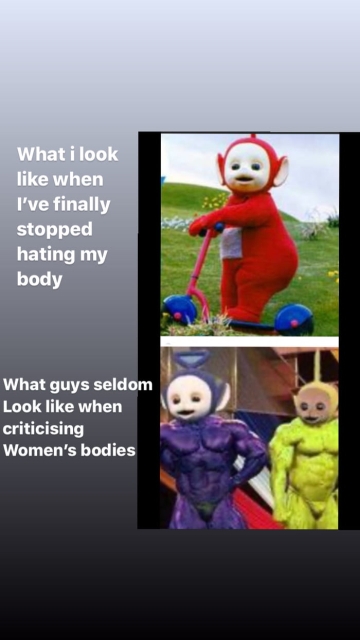 What i look
like when
I’ve finally
stopped
hating my
body
What guys seldom
Look like when
criticising
Women’s bodies